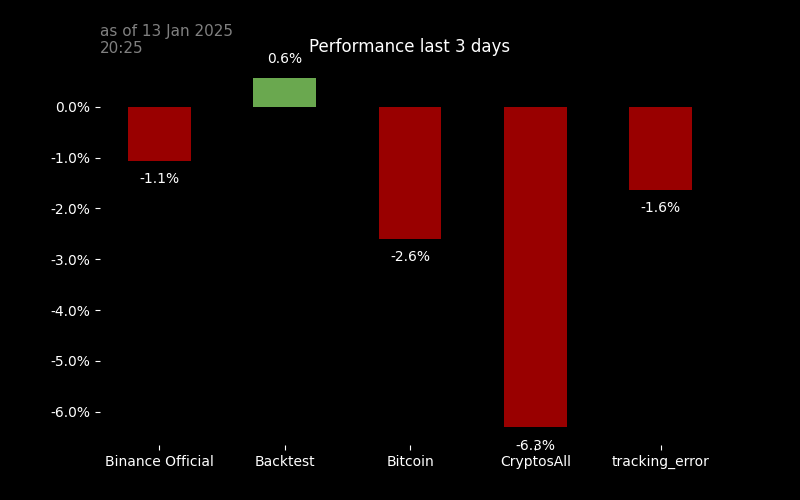 as of 13 Jan 2025
20:25
Performance last 3 days
0.6%
0.0%
-1.0%
-1.1%
-2.0%
-1.6%
-3.0%
-2.6%
-4.0%
-5.0%
-6.0%
-6.3%
Binance Official
Backtest
Bitcoin
CryptosAll
tracking_error